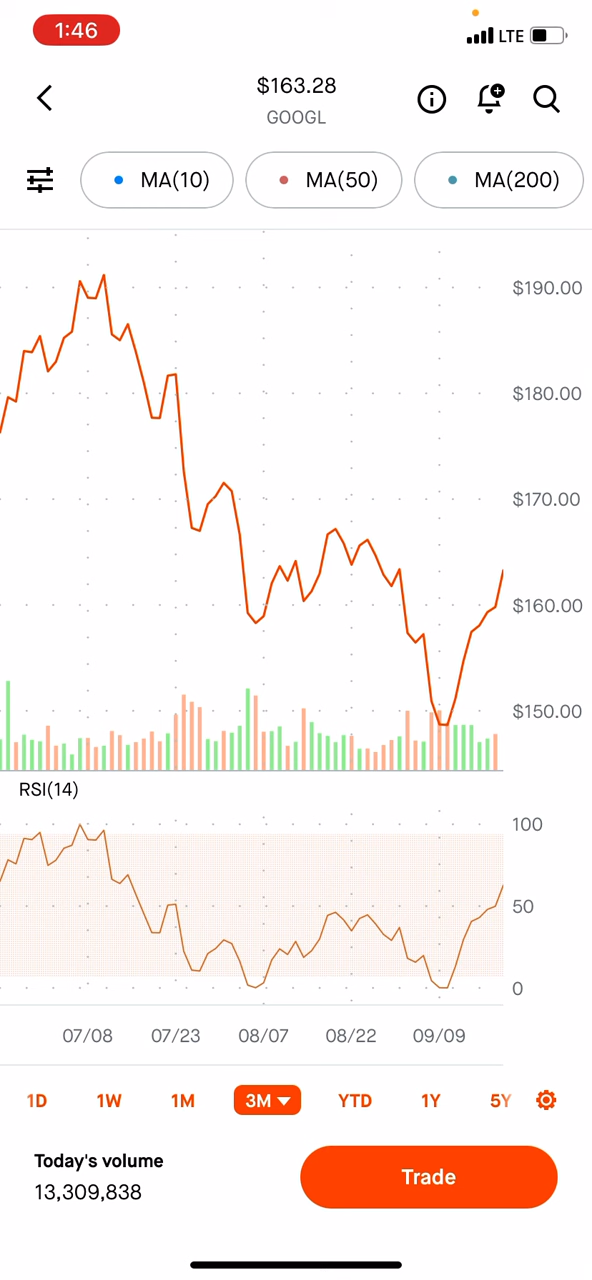 1:46
LTE
$163.28
GOOGL
MA(10) MA(50) MA(200)
$190.00
$180.00
$170.00
$160.00
$150.00
RSI(14)
100
50
0
07/08 07/23 08/07 08/22 09/09
1D 1W 1M 3M YTD 1Y 5Y
Today's volume
13,309,838
Trade